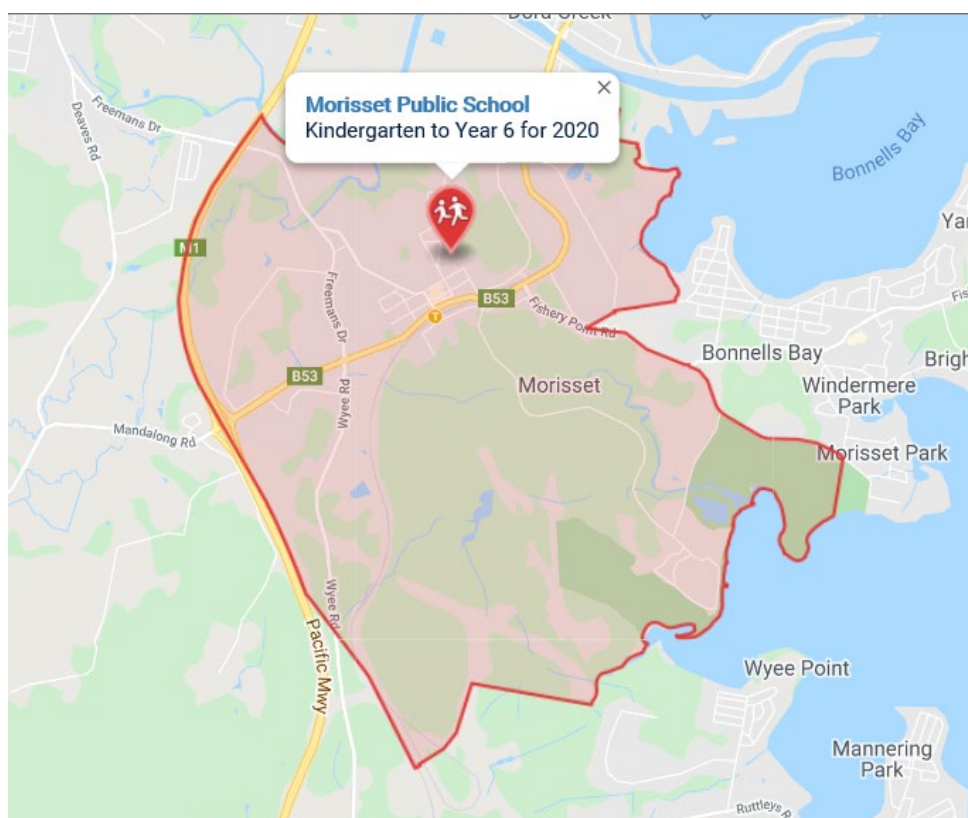 Dora Creek
Morisset Public School
Kindergarten to Year 6 for 2020
Freemans Dr
Deaves Rd
Bonnells Bay
M1
Freemans Dr
B53
Fishery Point Rd
T
B53
Bonnells Bay
Morisset
Windermere
Park
Wyee Rd
Mandalong Rd
Morisset Park
Wyee Rd
Pacific Mwy
Wyee Point
Mannering
Park
Ruttleys Rd